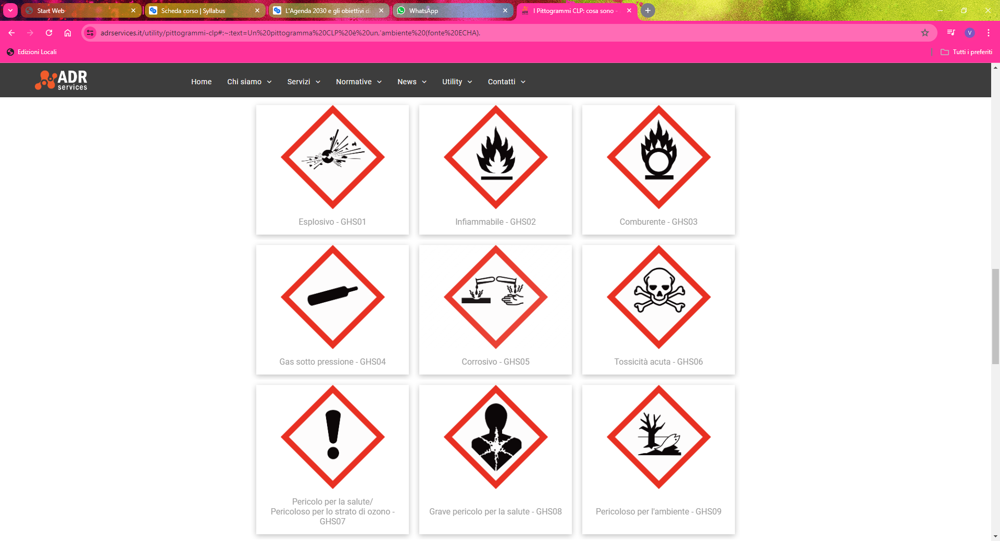 Start Web
Scheda corso | Syllabus
L'Agenda 2030 e gli obiettivi di
WhatsApp
I Pittogrammi CLP: cosa sono -
adrservices.it/utility/pittogrammi-clp#:~:text=Un%20pittogramma%20CLP%20è%20un,'ambiente%20(fonte%20ECHA).
V
Edizioni Locali
Tutti i preferiti
ADR
services
Home
Chi siamo
Servizi
Normative
News
Utility
Contatti
Esplosivo - GHS01
Infiammabile - GHS02
Comburente - GHS03
Gas sotto pressione - GHS04
Corrosivo - GHS05
Tossicità acuta - GHS06
Pericolo per la salute/
Pericoloso per lo strato di ozono -
GHS07
Grave pericolo per la salute - GHS08
Pericoloso per l'ambiente - GHS09